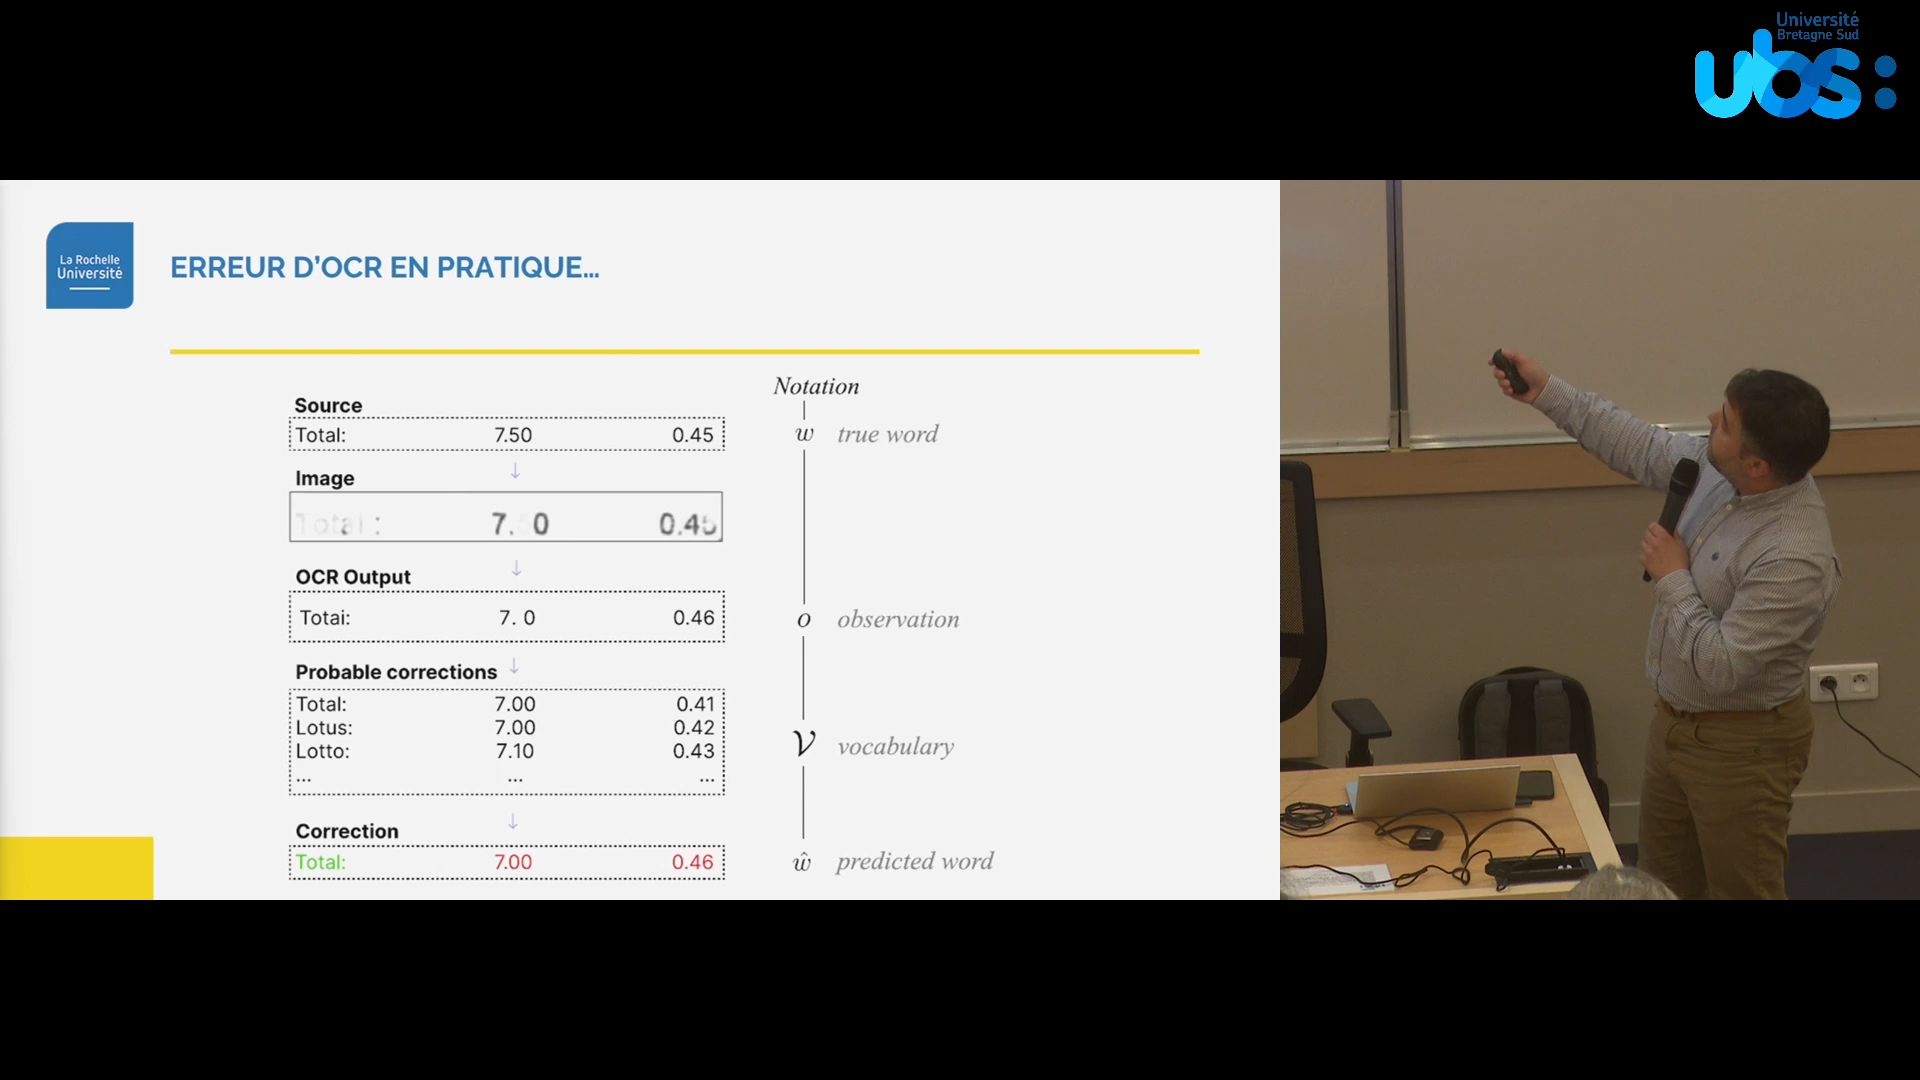 Université
Bretagne Sud
ubs:
La Rochelle
Université
ERREUR D'OCR EN PRATIQUE...
Notation
Source
Total: 7.50 0.45
w true word
Image
Total : 7. 0 0.45
OCR Output
Totai: 7. 0 0.46
o observation
Probable corrections
Total: 7.00 0.41
Lotus: 7.00 0.42
Lotto: 7.10 0.43
... ... ...
V vocabulary
Correction
Total: 7.00 0.46
ŵ predicted word